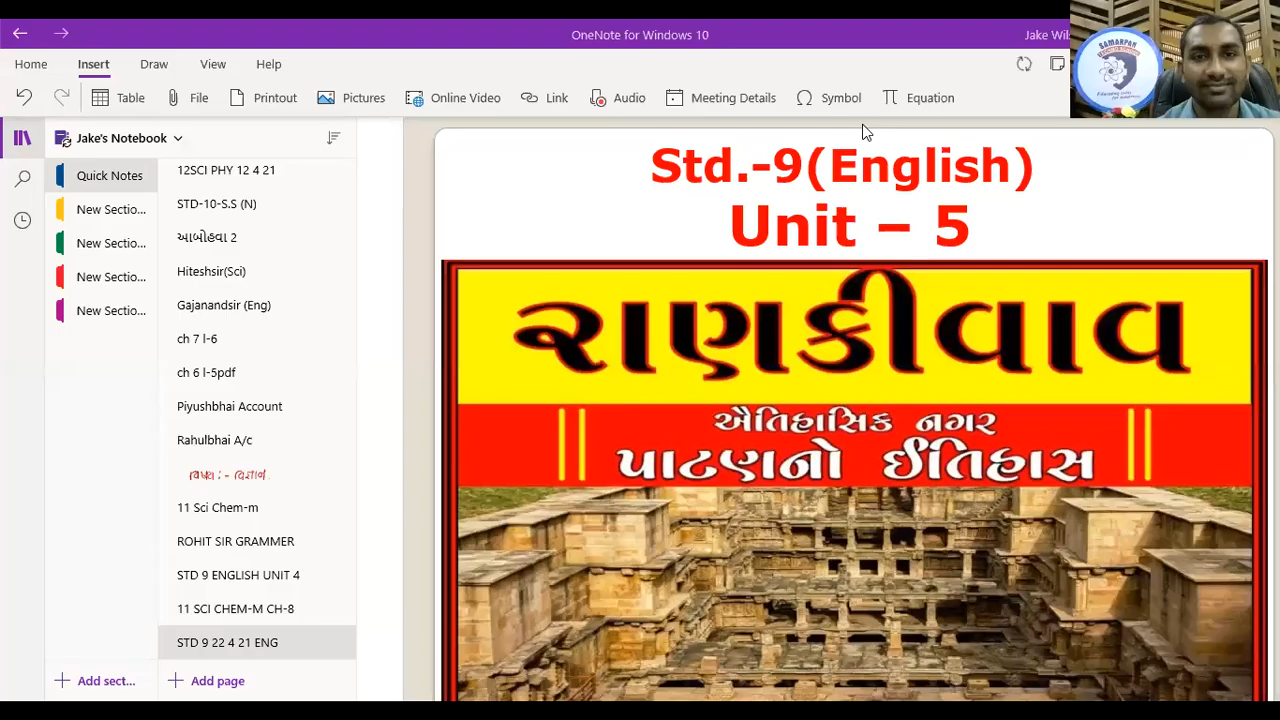 OneNote for Windows 10
Jake Wils
SAMARPAN
Home
Insert
Draw
View
Help
Table
File
Printout
Pictures
Online Video
Link
Audio
Meeting Details
Symbol
Equation
Jake's Notebook
Quick Notes
New Sectio...
New Sectio...
New Sectio...
New Sectio...
12SCI PHY 12 4 21
STD-10-S.S (N)
આબોહવા 2
Hiteshsir(Sci)
Gajanandsir (Eng)
ch 7 l-6
ch 6 l-5pdf
Piyushbhai Account
Rahulbhai A/c
વિષય : - વિજ્ઞાન
11 Sci Chem-m
ROHIT SIR GRAMMER
STD 9 ENGLISH UNIT 4
11 SCI CHEM-M CH-8
STD 9 22 4 21 ENG
Add sect...
Add page
Std.-9(English)
Unit – 5
રાણકીવાવ
ઐતિહાસિક નગર
પાટણનો ઈતિહાસ